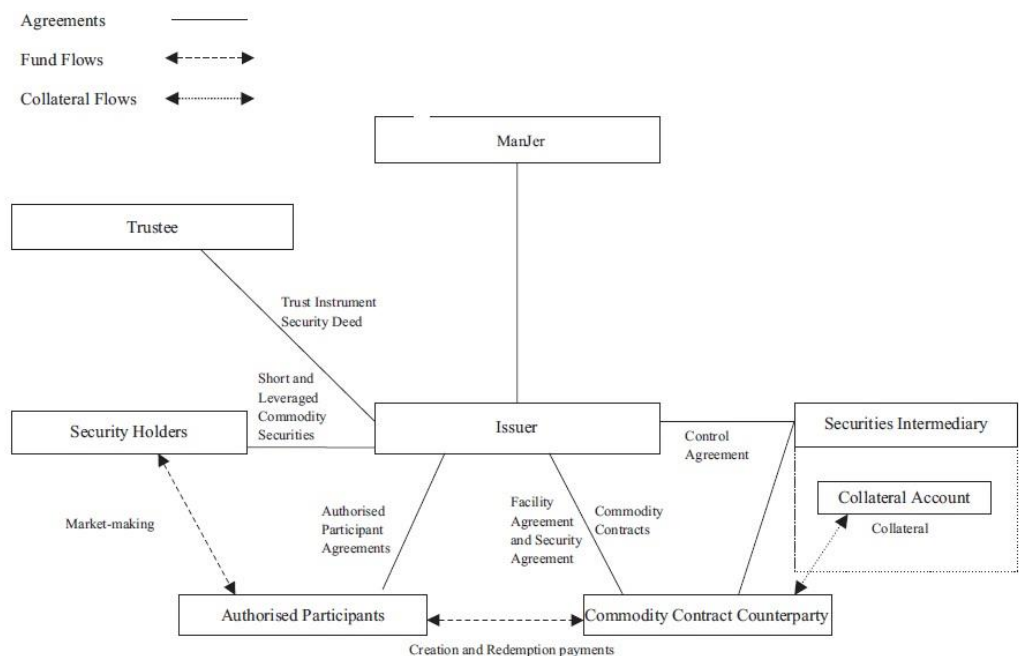 Agreements
Fund Flows
Collateral Flows
ManJer
Trustee
Trust Instrument
Security Deed
Short and
Leveraged
Commodity
Securities
Security Holders
Issuer
Securities Intermediary
Control
Agreement
Collateral Account
Collateral
Market-making
Authorised
Participant
Agreements
Facility
Agreement
and Security
Agreement
Commodity
Contracts
Authorised Participants
Commodity Contract Counterparty
Creation and Redemption payments